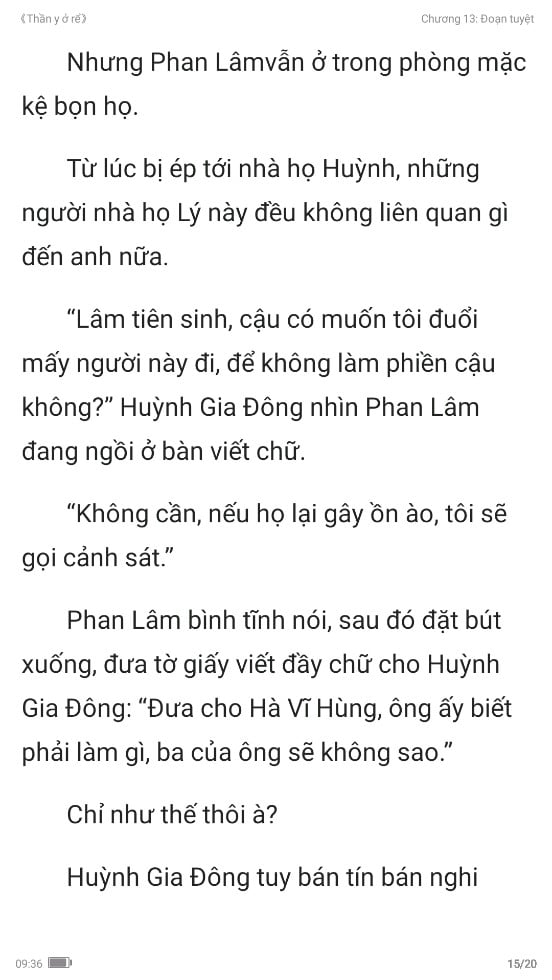 《Thần y ở rể》
Chương 13: Đoạn tuyệt
Nhưng Phan Lâmvẫn ở trong phòng mặc
kệ bọn họ.
Từ lúc bị ép tới nhà họ Huỳnh, những
người nhà họ Lý này đều không liên quan gì
đến anh nữa.
“Lâm tiên sinh, cậu có muốn tôi đuổi
mấy người này đi, để không làm phiền cậu
không?” Huỳnh Gia Đông nhìn Phan Lâm
đang ngồi ở bàn viết chữ.
“Không cần, nếu họ lại gây ồn ào, tôi sẽ
gọi cảnh sát.”
Phan Lâm bình tĩnh nói, sau đó đặt bút
xuống, đưa tờ giấy viết đầy chữ cho Huỳnh
Gia Đông: “Đưa cho Hà Vĩ Hùng, ông ấy biết
phải làm gì, ba của ông sẽ không sao.”
Chỉ như thế thôi à?
Huỳnh Gia Đông tuy bán tín bán nghi
09:36
15/20